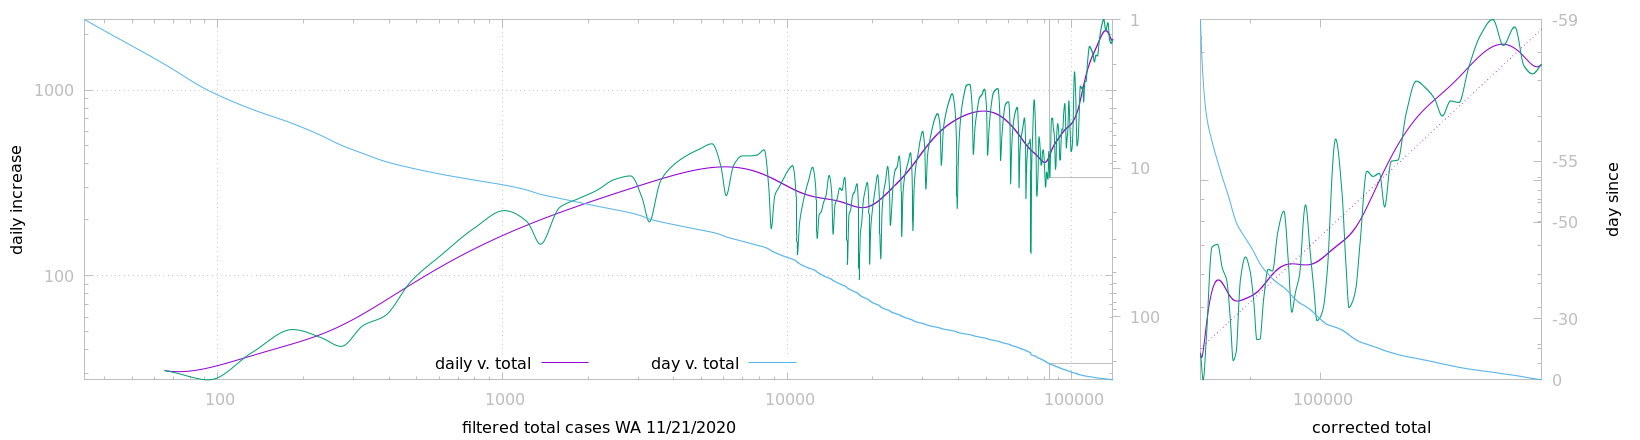 daily increase
1000
100
1
10
100
daily v. total
day v. total
100
1000
10000
100000
filtered total cases WA 11/21/2020
-59
-55
-50
-30
0
day since
100000
corrected total